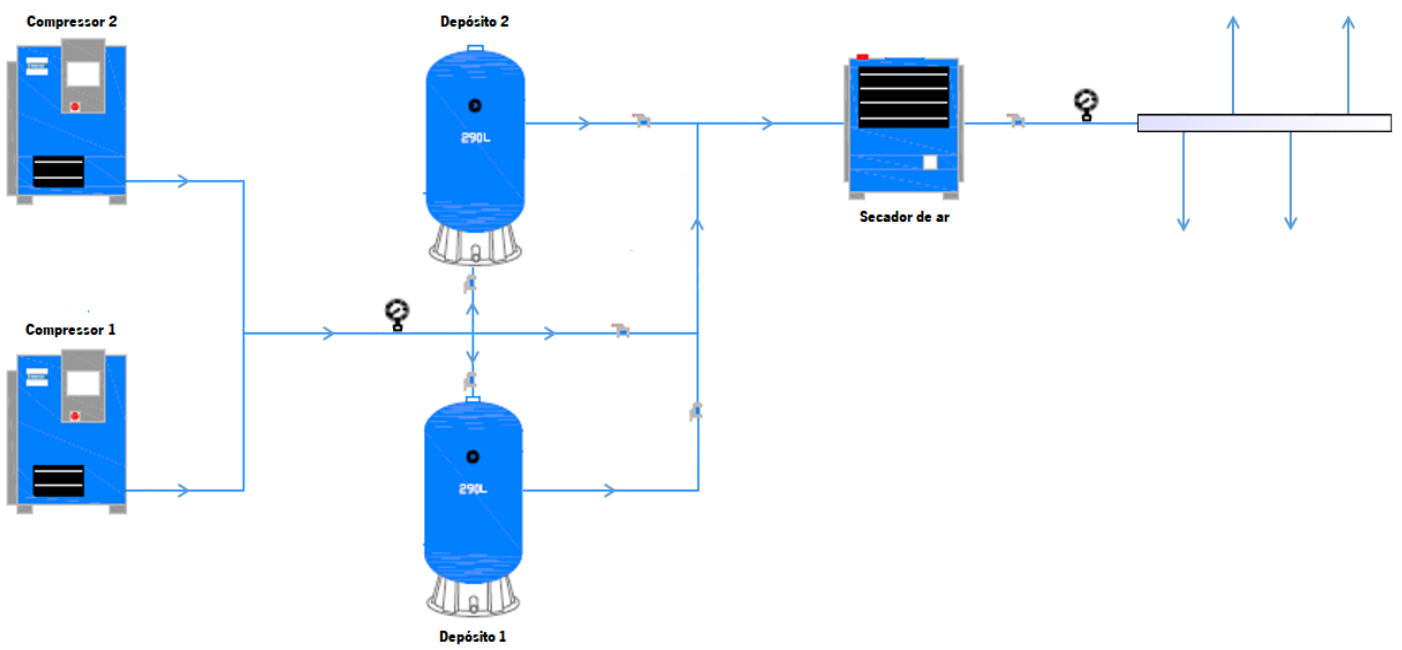 Compressor 2
Depósito 2
290L
Secador de ar
Compressor 1
290L
Depósito 1